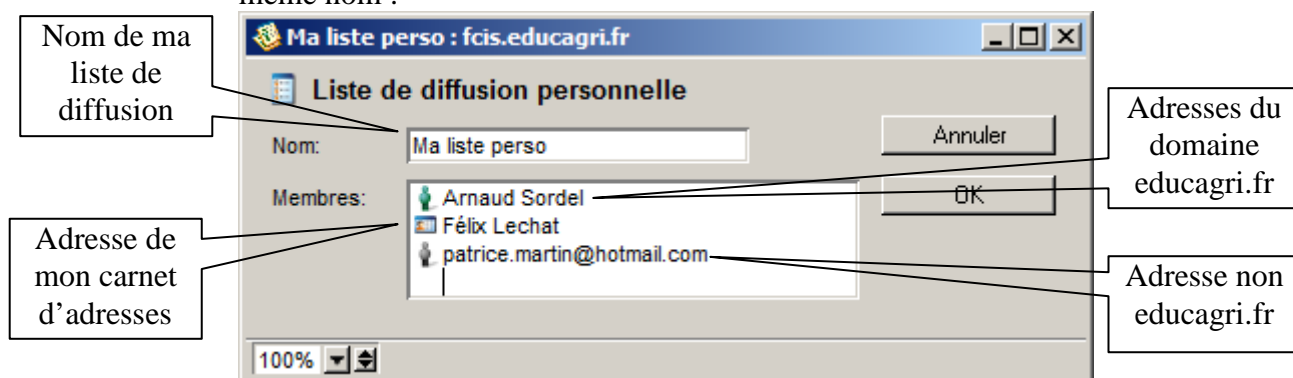 même nom :
Nom de ma
liste de
diffusion
Ma liste perso : fcis.educagri.fr
Liste de diffusion personnelle
Nom:
Ma liste perso
Annuler
Adresses du
domaine
educagri.fr
Membres:
Arnaud Sordel
OK
Félix Lechat
patrice.martin@hotmail.com
Adresse de
mon carnet
d’adresses
Adresse non
educagri.fr
100%